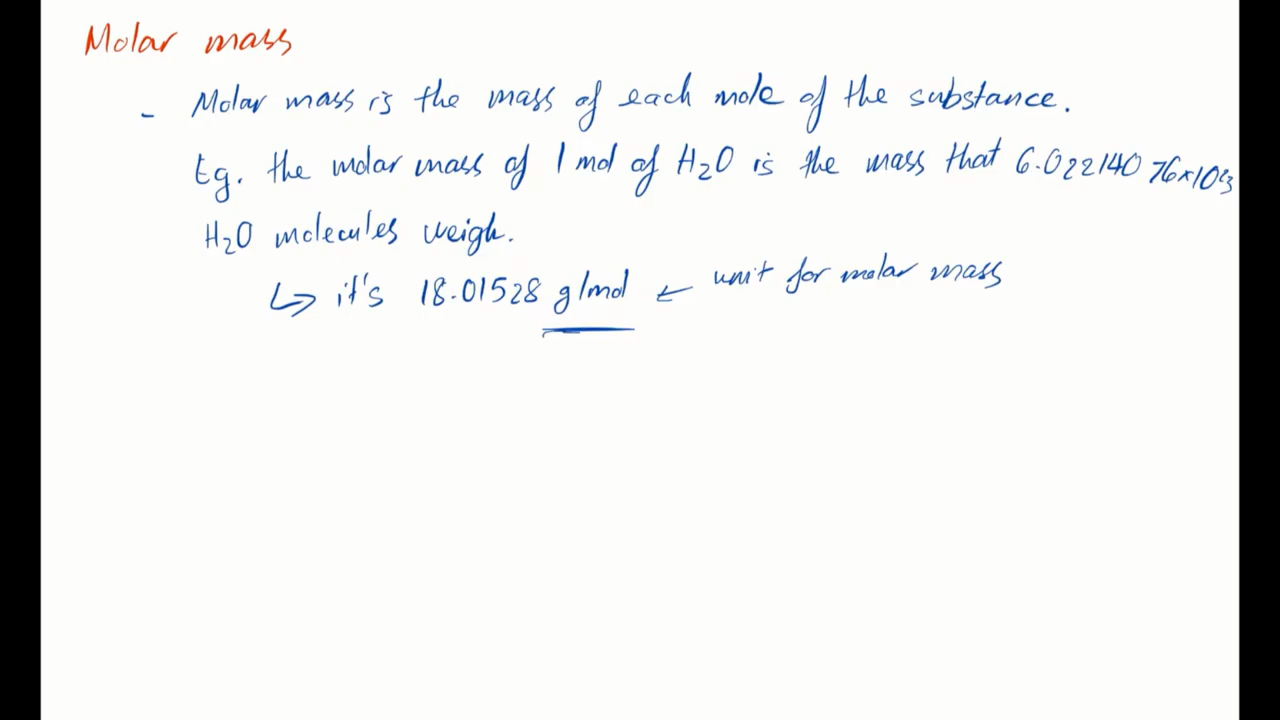 Molar mass
- Molar mass is the mass of each mole of the substance.
Eg. the molar mass of 1 mol of H₂O is the mass that 6.02214076×10²³
H₂O molecules weigh.
↳ it's 18.01528 g/mol ← unit for molar mass